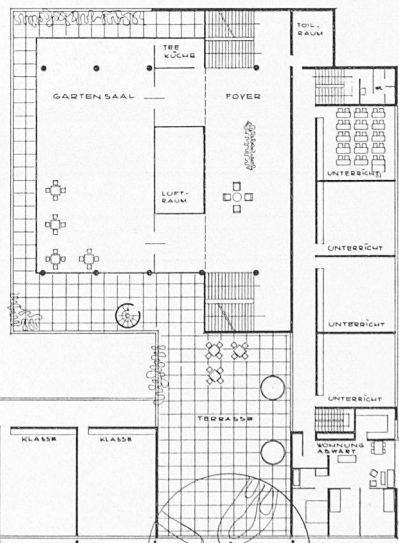 TOIL.
RAUM
TEE
KÜCHE
GARTENSAAL
FOYER
UNTERRICHT
LUFT-
RAUM
UNTERRICHT
UNTERRICHT
UNTERRICHT
TERRASSE
KLASSE
KLASSE
WOHNUNG
ABWART